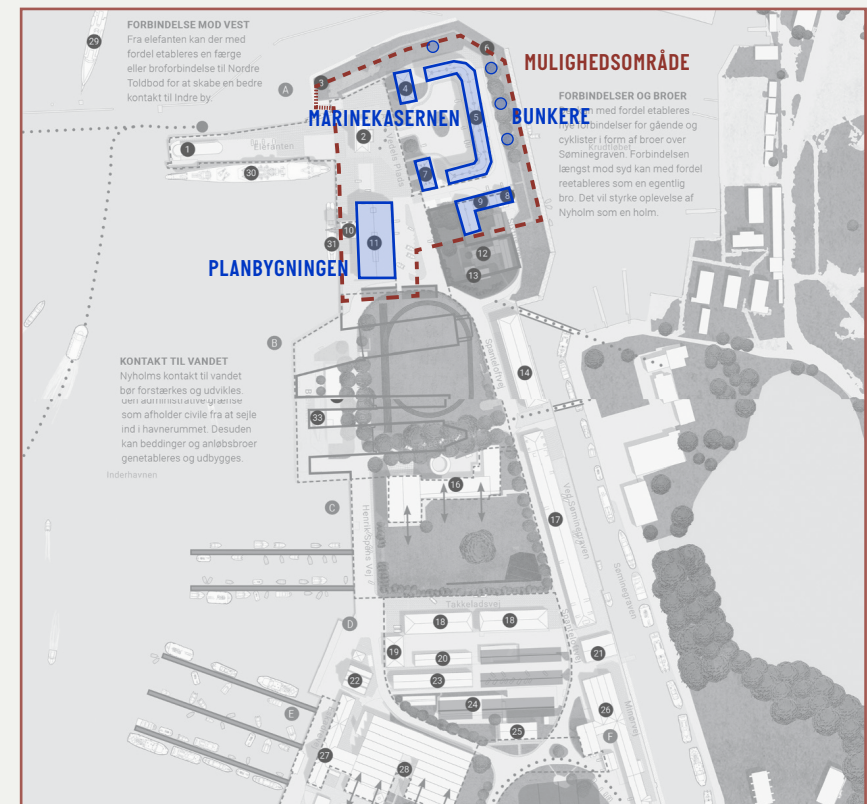 FORBINDELSE MOD VEST
Fra elefanten kan der med
fordel etableres en færge
eller broforbindelse til Nordre
Toldbod for at skabe en bedre
kontakt til Indre by.
29
A
3
6
MULIGHEDSOMRÅDE
4
MARINEKASERNEN
5
BUNKERE
FORBINDELSER OG BROER
med fordel etableres
nye forbindelser for gående og
cyklister i form af broer over
Søminegraven. Forbindelsen
længst mod syd kan med fordel
reetableres som en egentlig
bro. Det vil styrke oplevelse af
Nyholm som en holm.
Krudtløbet
1
Elefanten
2
30
7
8
9
10
11
31
12
13
PLANBYGNINGEN
B
KONTAKT TIL VANDET
Nyholms kontakt til vandet
bør forstærkes og udvikles.
den administrative grænse
som afholder civile fra at sejle
ind i havnerummet. Desuden
kan beddinger og anløbsbroer
genetableres og udbygges.
Inderhavnen
Spanteloftvej
14
33
C
16
Henrik Spans Vej
17
Ved Søminegraven
Søminegraven
Takkeladsvej
18
18
D
19
20
21
22
23
24
25
26
E
F
Minevej
27
28